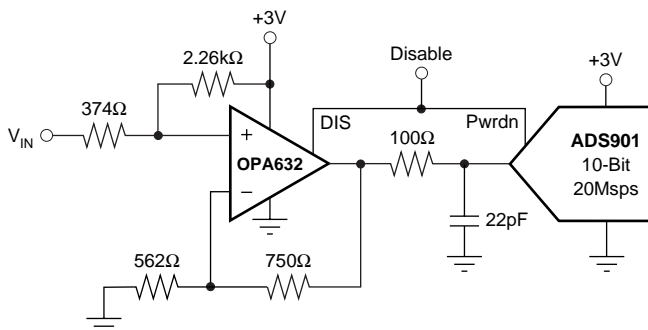 +3V
2.26kΩ
Disable
+3V
374Ω
V_IN
+
−
OPA632
DIS
Pwrdn
100Ω
ADS901
10-Bit
20Msps
22pF
562Ω
750Ω